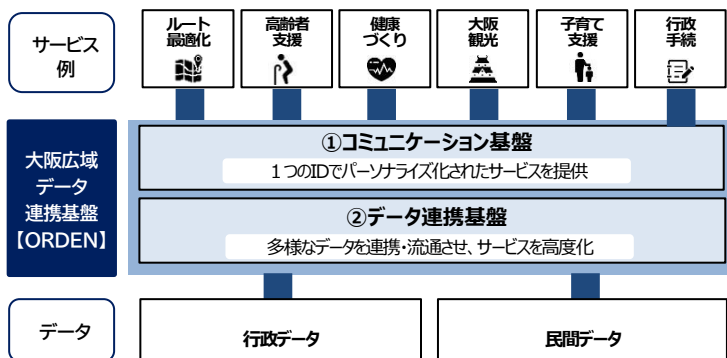 サービス
例
ルート
最適化
高齢者
支援
健康
づくり
大阪
観光
子育て
支援
行政
手続
大阪広域
データ
連携基盤
【ORDEN】
①コミュニケーション基盤
1つのIDでパーソナライズ化されたサービスを提供
②データ連携基盤
多様なデータを連携・流通させ、サービスを高度化
データ
行政データ
民間データ